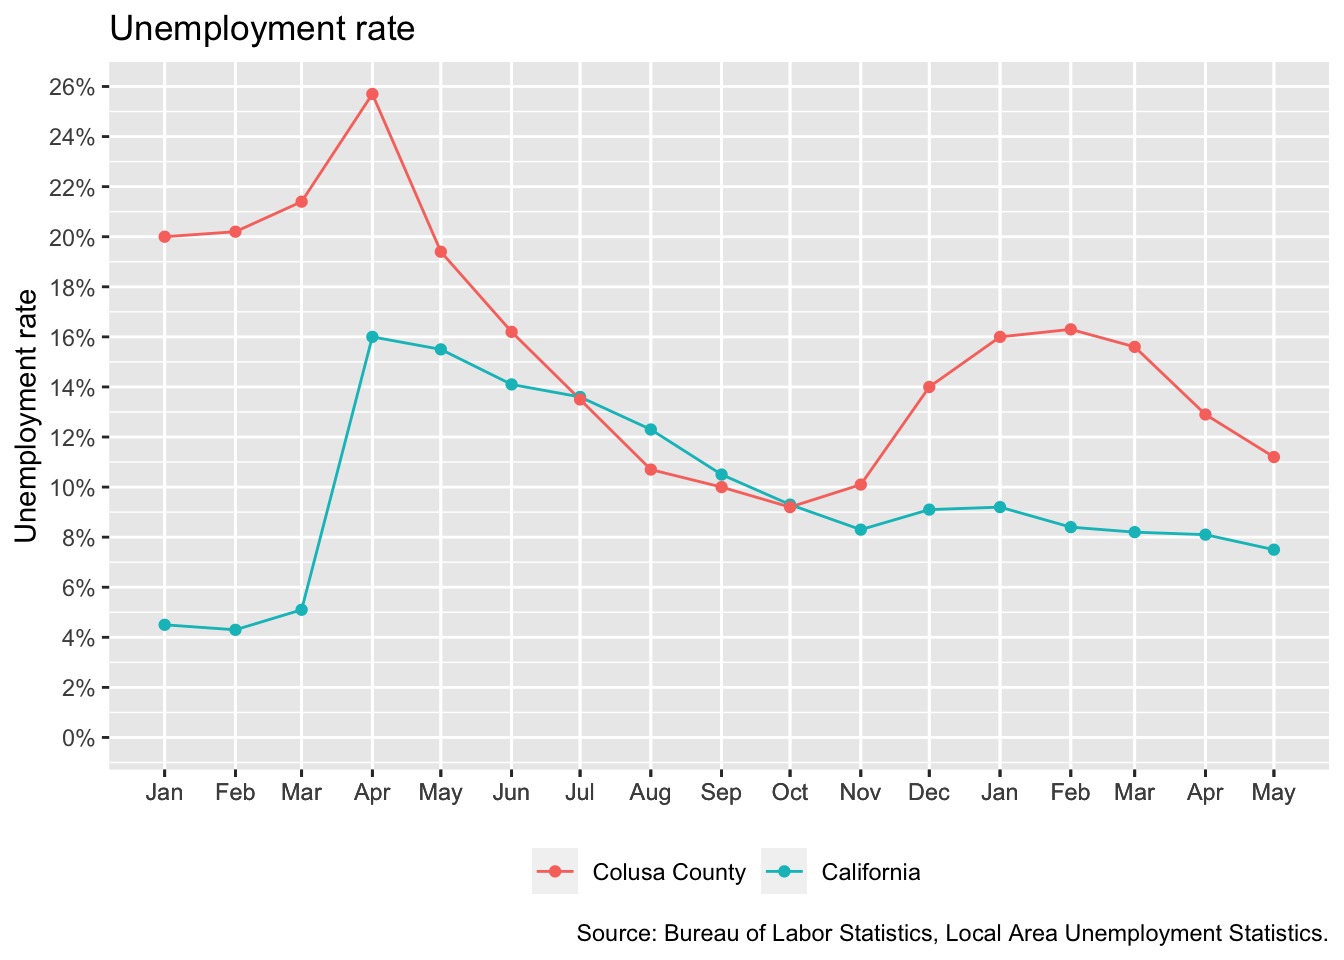 Unemployment rate
Unemployment rate
26%
24%
22%
20%
18%
16%
14%
12%
10%
8%
6%
4%
2%
0%
Jan Feb Mar Apr May Jun Jul Aug Sep Oct Nov Dec Jan Feb Mar Apr May
Colusa County California
Source: Bureau of Labor Statistics, Local Area Unemployment Statistics.